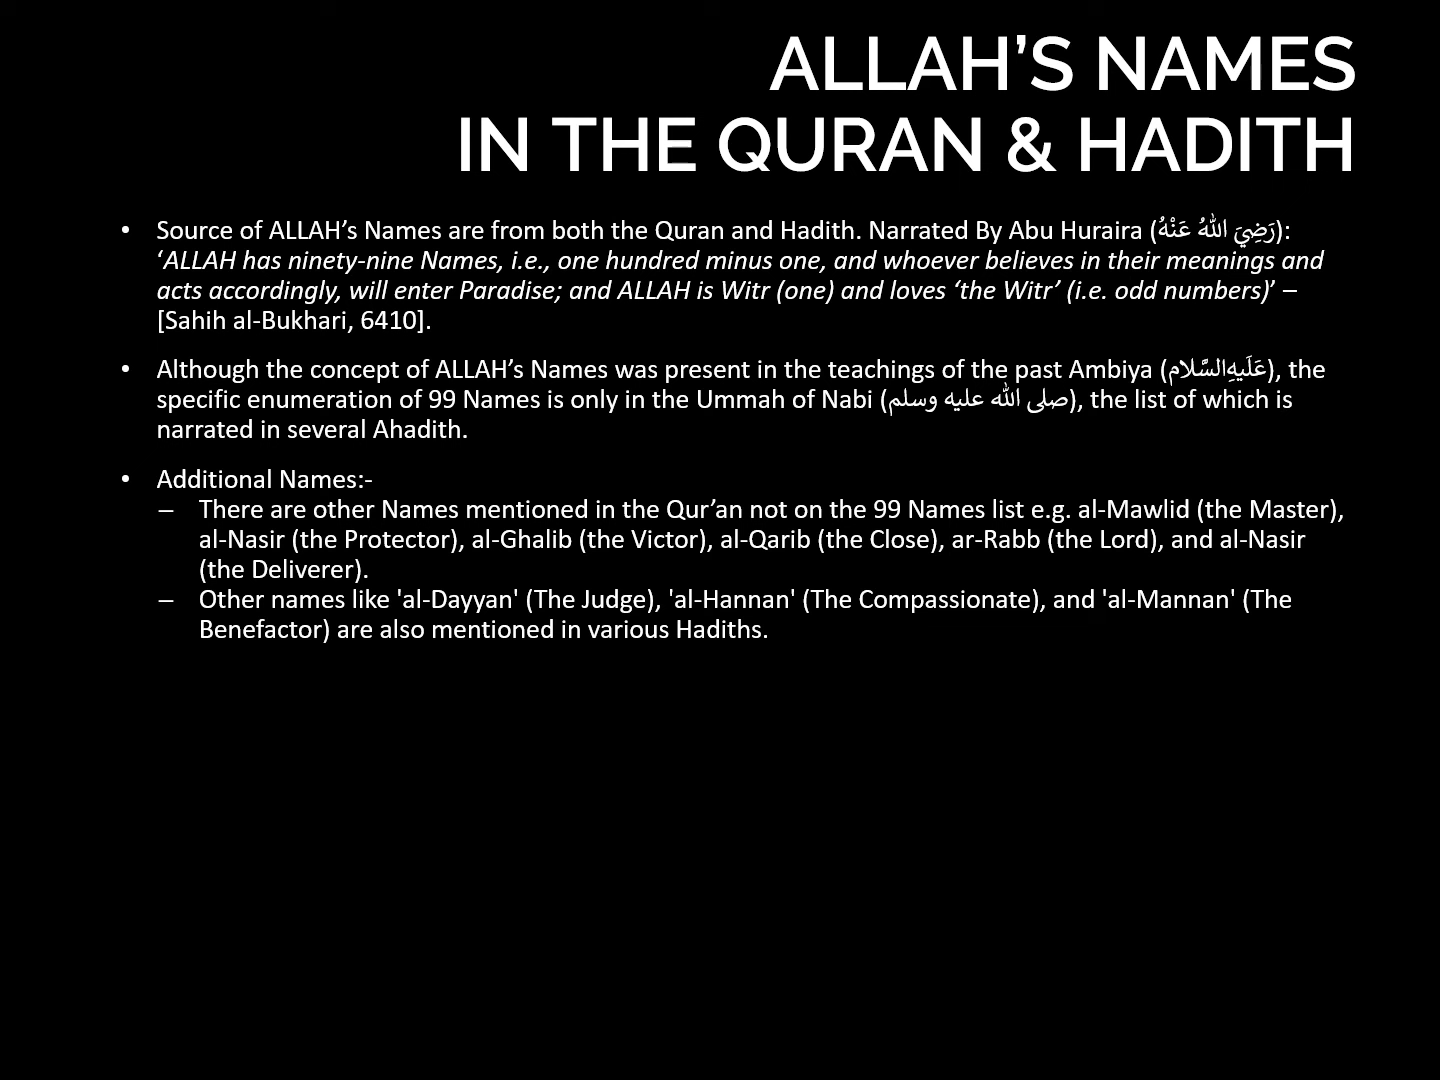 ALLAH’S NAMES
IN THE QURAN & HADITH
• Source of ALLAH’s Names are from both the Quran and Hadith. Narrated By Abu Huraira (رَضِيَ اللهُ عَنْهُ):
‘ALLAH has ninety-nine Names, i.e., one hundred minus one, and whoever believes in their meanings and
acts accordingly, will enter Paradise; and ALLAH is Witr (one) and loves ‘the Witr’ (i.e. odd numbers)’ –
[Sahih al-Bukhari, 6410].
• Although the concept of ALLAH’s Names was present in the teachings of the past Ambiya (عَلَيهِالسَّلام), the
specific enumeration of 99 Names is only in the Ummah of Nabi (صلى الله عليه وسلم), the list of which is
narrated in several Ahadith.
• Additional Names:-
– There are other Names mentioned in the Qur’an not on the 99 Names list e.g. al-Mawlid (the Master),
al-Nasir (the Protector), al-Ghalib (the Victor), al-Qarib (the Close), ar-Rabb (the Lord), and al-Nasir
(the Deliverer).
– Other names like 'al-Dayyan' (The Judge), 'al-Hannan' (The Compassionate), and 'al-Mannan' (The
Benefactor) are also mentioned in various Hadiths.